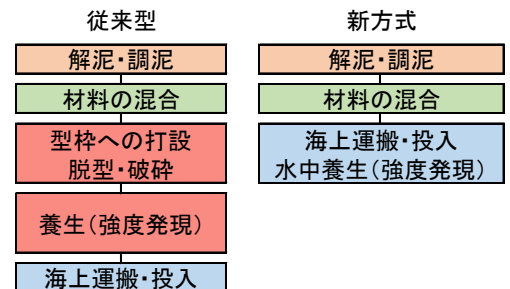 従来型
解泥・調泥
材料の混合
型枠への打設
脱型・破砕
養生(強度発現)
海上運搬・投入
新方式
解泥・調泥
材料の混合
海上運搬・投入
水中養生(強度発現)